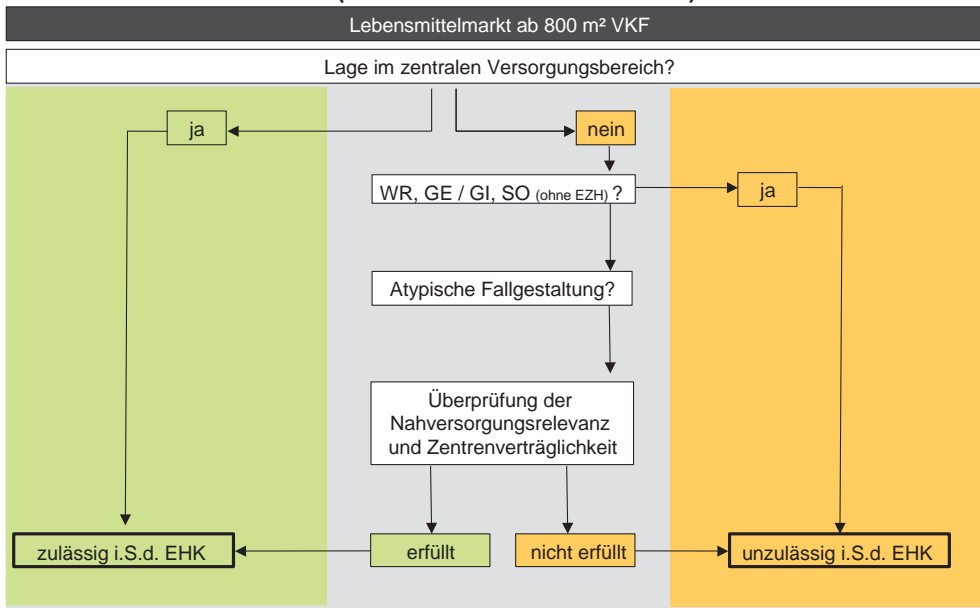 Lebensmittelmarkt ab 800 m² VKF
Lage im zentralen Versorgungsbereich?
ja
nein
WR, GE / GI, SO (ohne EZH) ?
ja
Atypische Fallgestaltung?
Überprüfung der
Nahversorgungsrelevanz
und Zentrenverträglichkeit
zulässig i.S.d. EHK
erfüllt
nicht erfüllt
unzulässig i.S.d. EHK